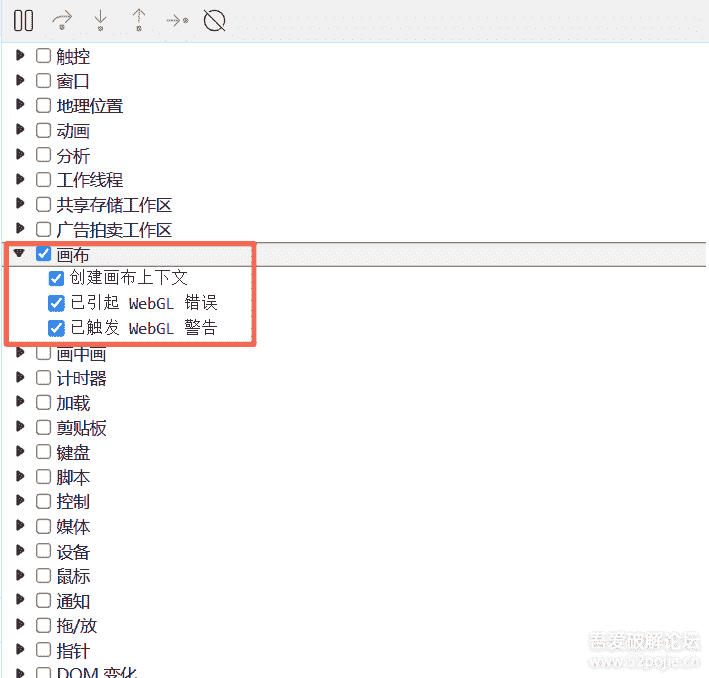 触控
窗口
地理位置
动画
分析
工作线程
共享存储工作区
广告拍卖工作区
画布
创建画布上下文
已引起 WebGL 错误
已触发 WebGL 警告
画中画
计时器
加载
剪贴板
键盘
脚本
控制
媒体
设备
鼠标
通知
拖/放
指针
DOM 变化
吾爱破解论坛
www.52pojie.cn